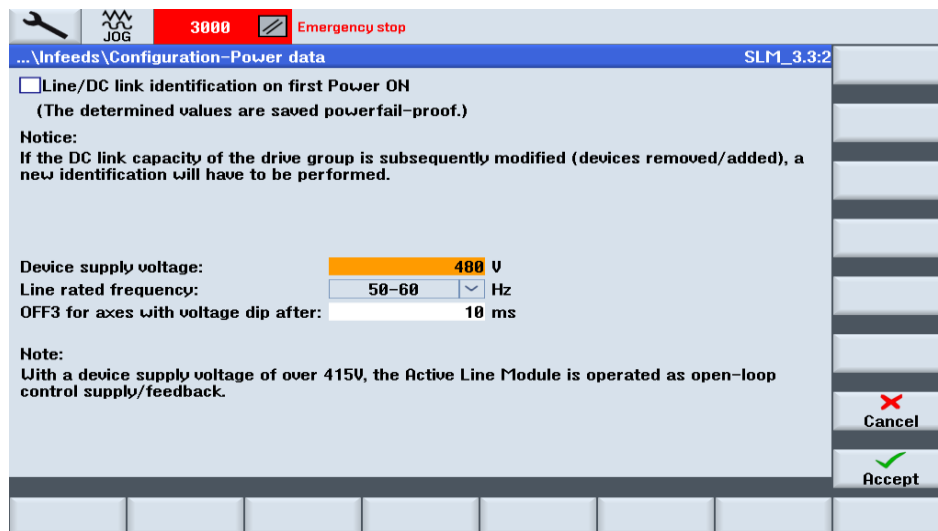 JOG
3000
Emergency stop
...\Infeeds\Configuration-Power data
SLM_3.3:2
Line/DC link identification on first Power ON
(The determined values are saved powerfail-proof.)
Notice:
If the DC link capacity of the drive group is subsequently modified (devices removed/added), a
new identification will have to be performed.
Device supply voltage: 480 V
Line rated frequency: 50-60 Hz
OFF3 for axes with voltage dip after: 10 ms
Note:
With a device supply voltage of over 415V, the Active Line Module is operated as open-loop
control supply/feedback.
Cancel
Accept